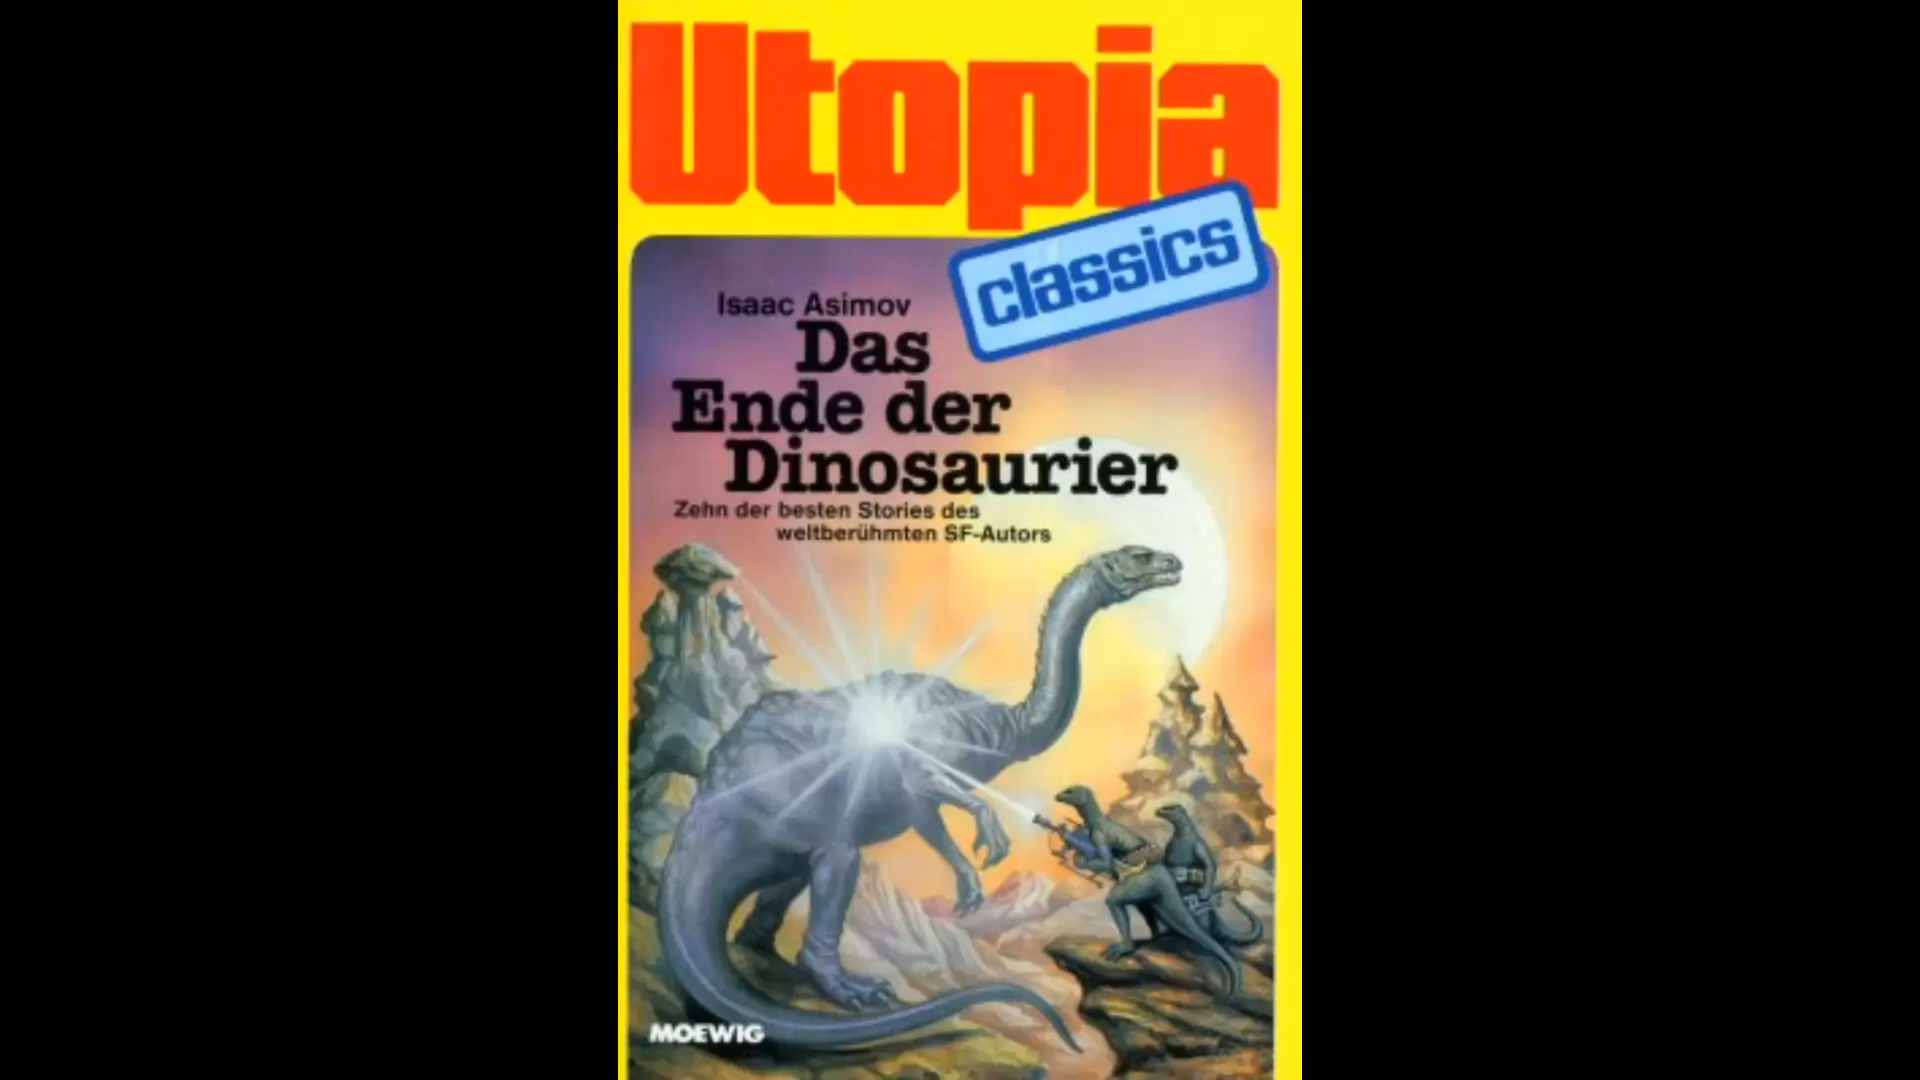 Utopia
classics
Isaac Asimov
Das
Ende der
Dinosaurier
Zehn der besten Stories des
weltberühmten SF-Autors
MOEWIG